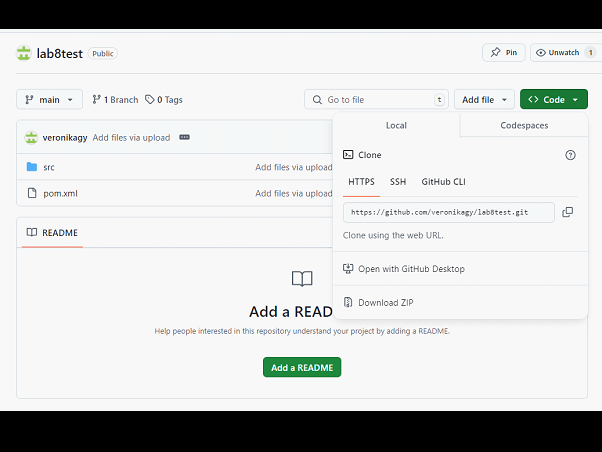 lab8test Public Pin Unwatch 1
main 1 Branch 0 Tags Go to file t Add file Code
Local Codespaces
veronikagy Add files via upload
Clone
src Add files via upload
HTTPS SSH GitHub CLI
pom.xml Add files via upload
https://github.com/veronikagy/lab8test.git
README
Clone using the web URL.
Open with GitHub Desktop
Download ZIP
Add a READ
Help people interested in this repository understand your project by adding a README.
Add a README